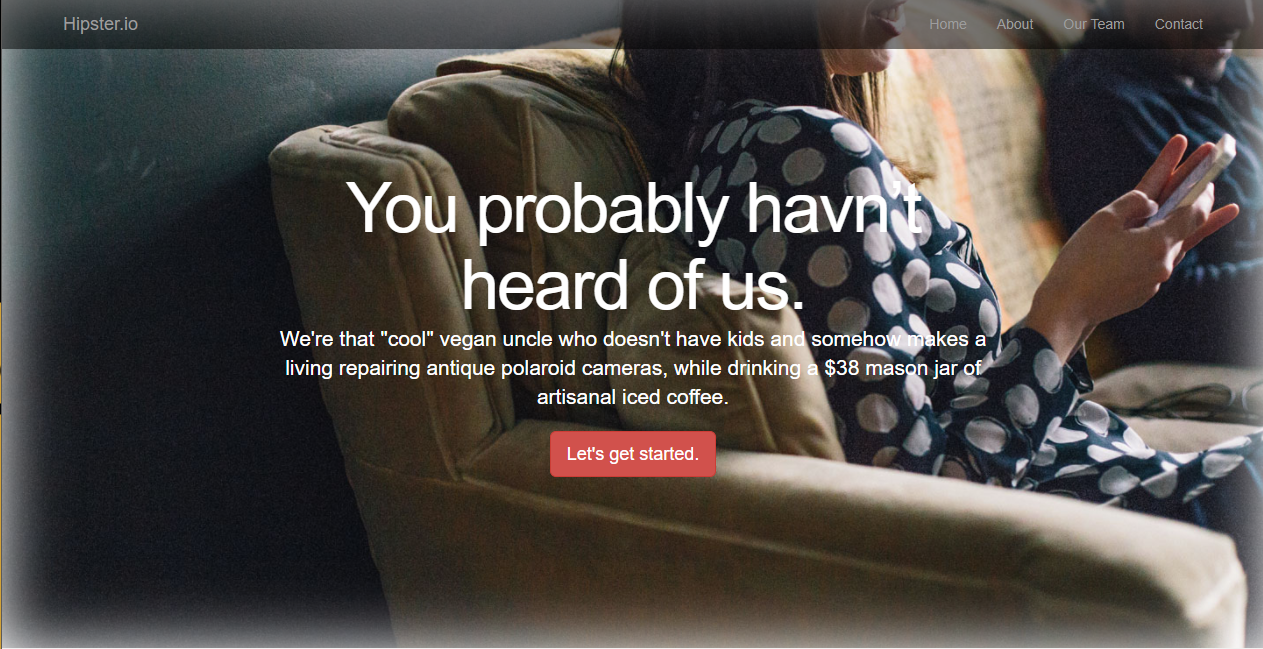 Hipster.io
Home About Our Team Contact
You probably havn't
heard of us.
We're that "cool" vegan uncle who doesn't have kids and somehow makes a
living repairing antique polaroid cameras, while drinking a $38 mason jar of
artisanal iced coffee.
Let's get started.